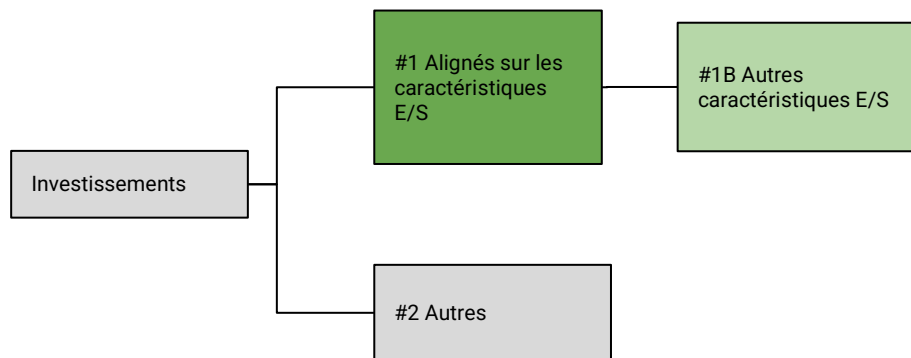 #1 Alignés sur les
caractéristiques
E/S
#1B Autres
caractéristiques E/S
Investissements
#2 Autres